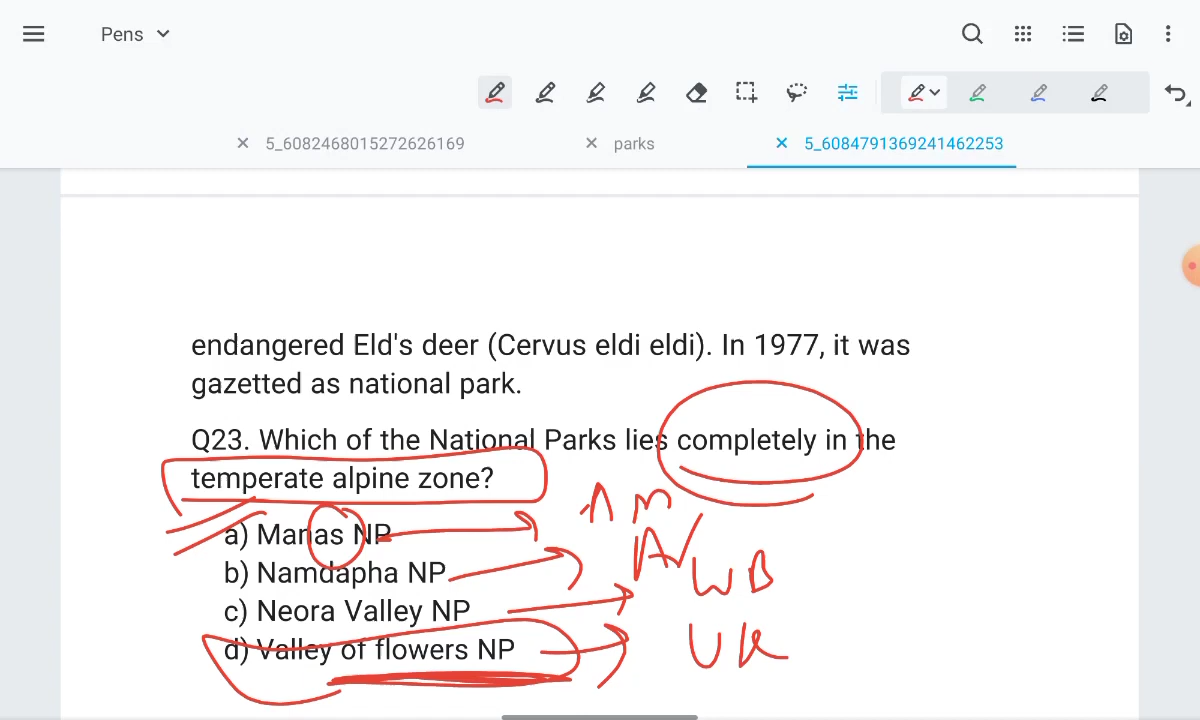 Pens
5_6082468015272626169
parks
5_6084791369241462253
endangered Eld's deer (Cervus eldi eldi). In 1977, it was
gazetted as national park.
Q23. Which of the National Parks lies completely in the
temperate alpine zone?
a) Manas NP
b) Namdapha NP
WB
c) Neora Valley NP
d) Valley of flowers NP
UK